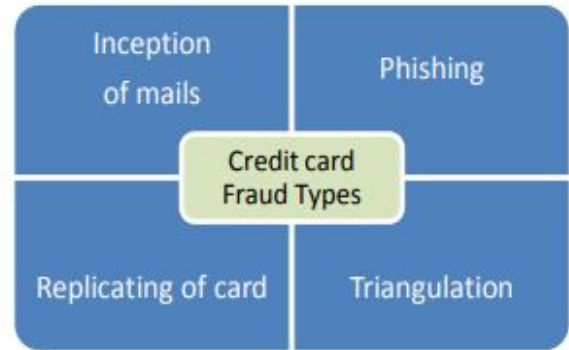 Inception
of mails
Phishing
Credit card
Fraud Types
Replicating of card
Triangulation